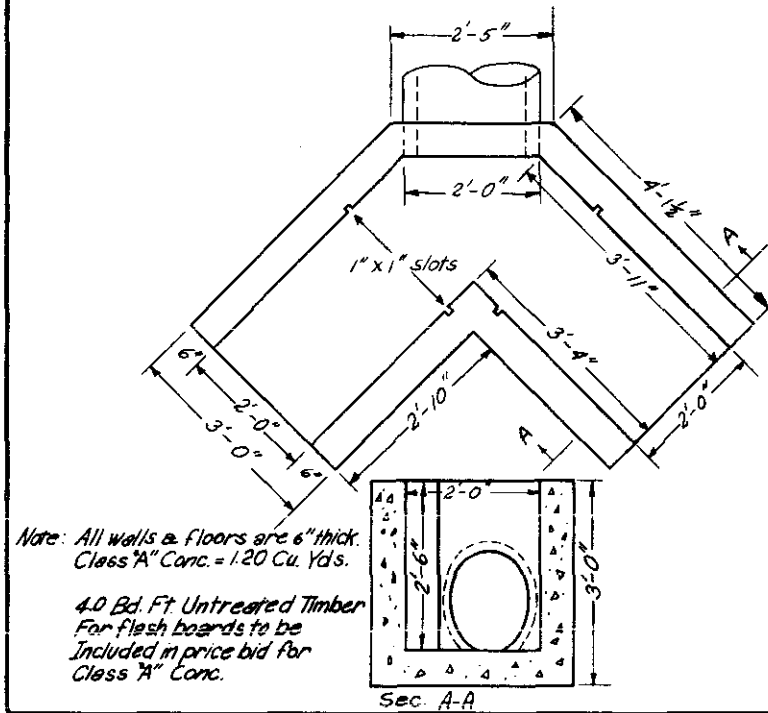 2'-5"
2'-0"
4'-1½"
A
3'-11"
1" x 1" slots
3'-4"
2'-10"
2'-0"
6"
2'-0"
3'-0"
6"
A
2'-0"
2'-6"
3'-0"
Note: All walls & floors are 6" thick.
Class "A" Conc. = 1.20 Cu. Yds.
4.0 Bd. Ft. Untreated Timber
For flash boards to be
Included in price bid for
Class "A" Conc.
Sec. A-A